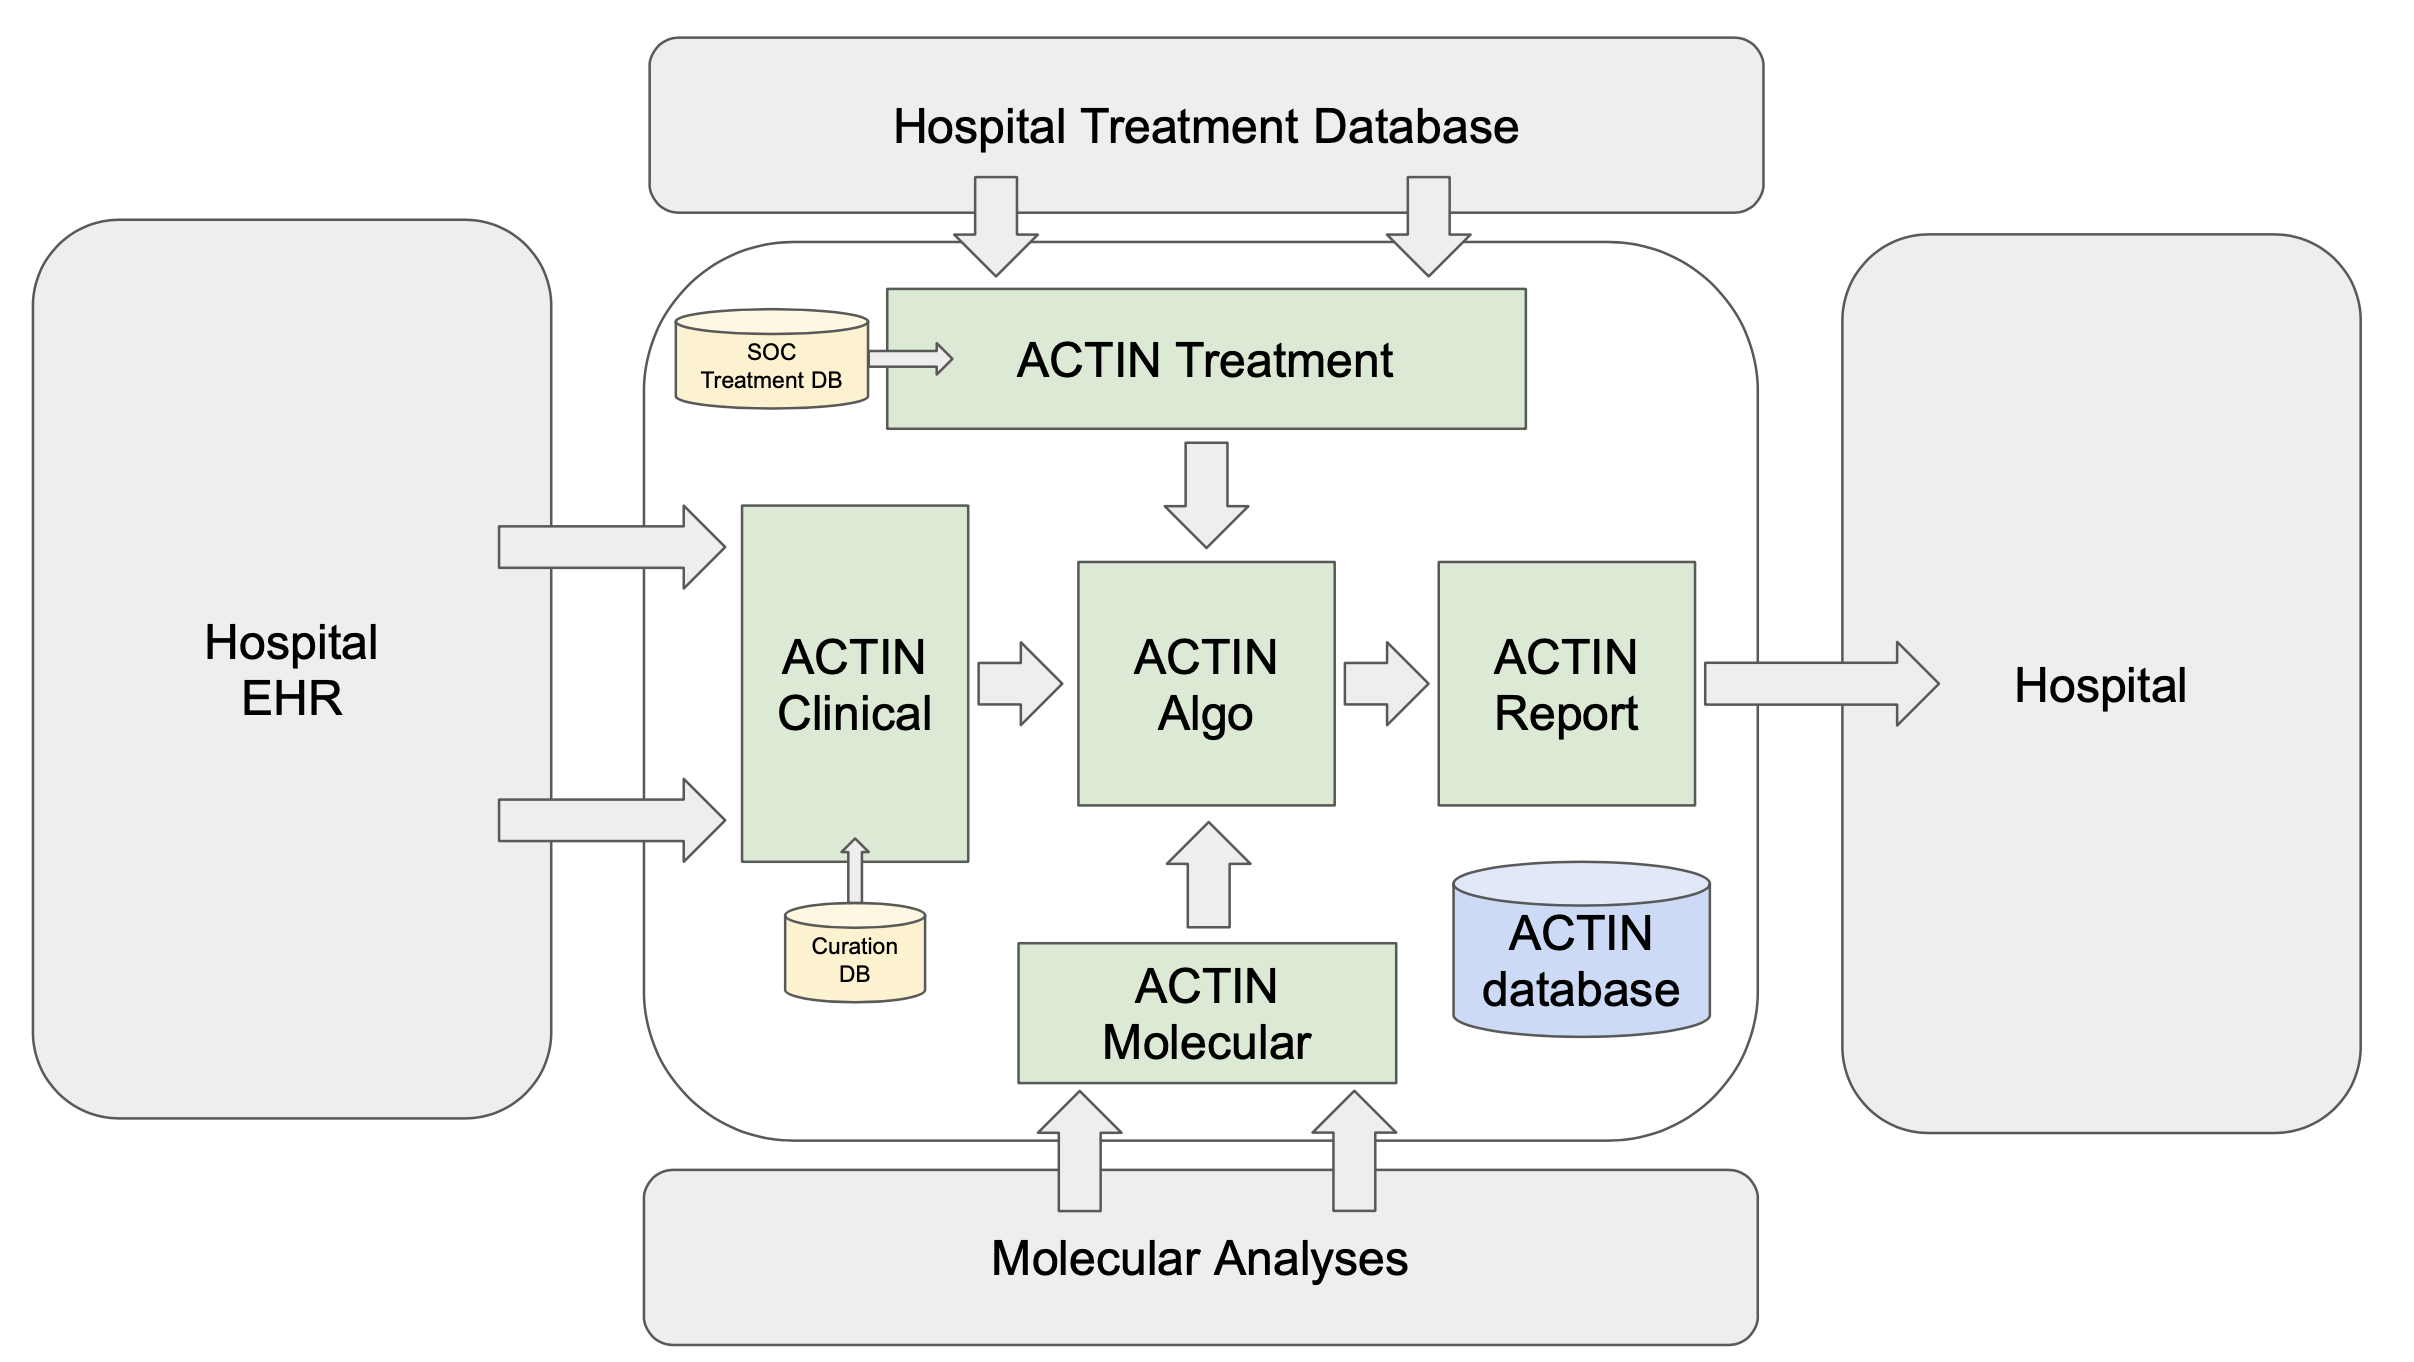 Hospital Treatment Database
SOC
Treatment DB
ACTIN Treatment
Hospital
EHR
ACTIN
Clinical
ACTIN
Algo
ACTIN
Report
Hospital
Curation
DB
ACTIN
Molecular
ACTIN
database
Molecular Analyses